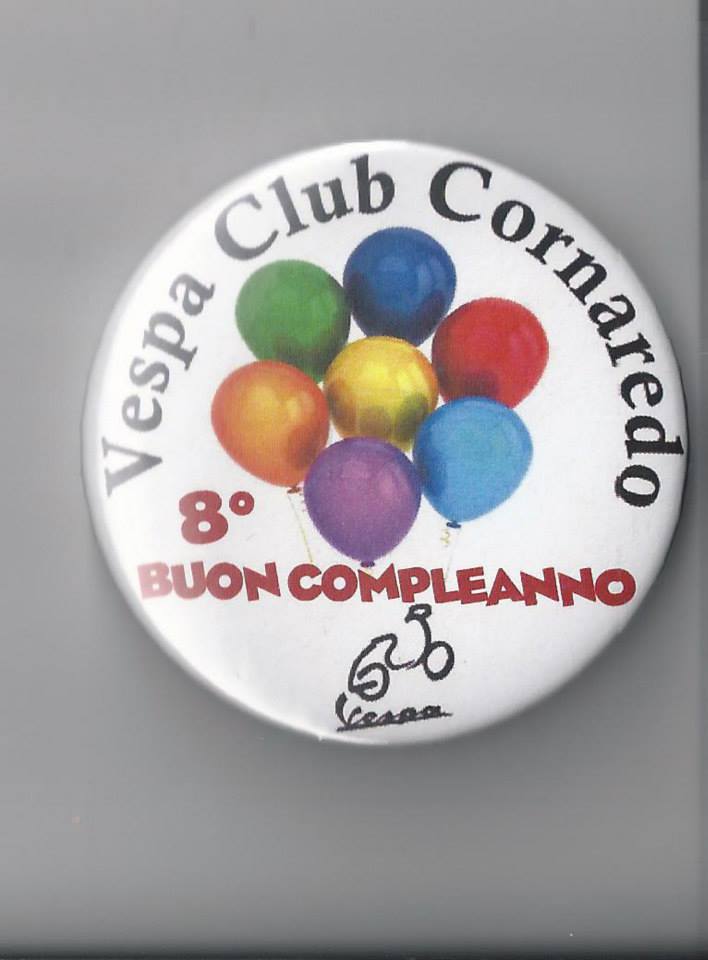 Vespa Club Cornaredo
8°
BUON COMPLEANNO
Vespa